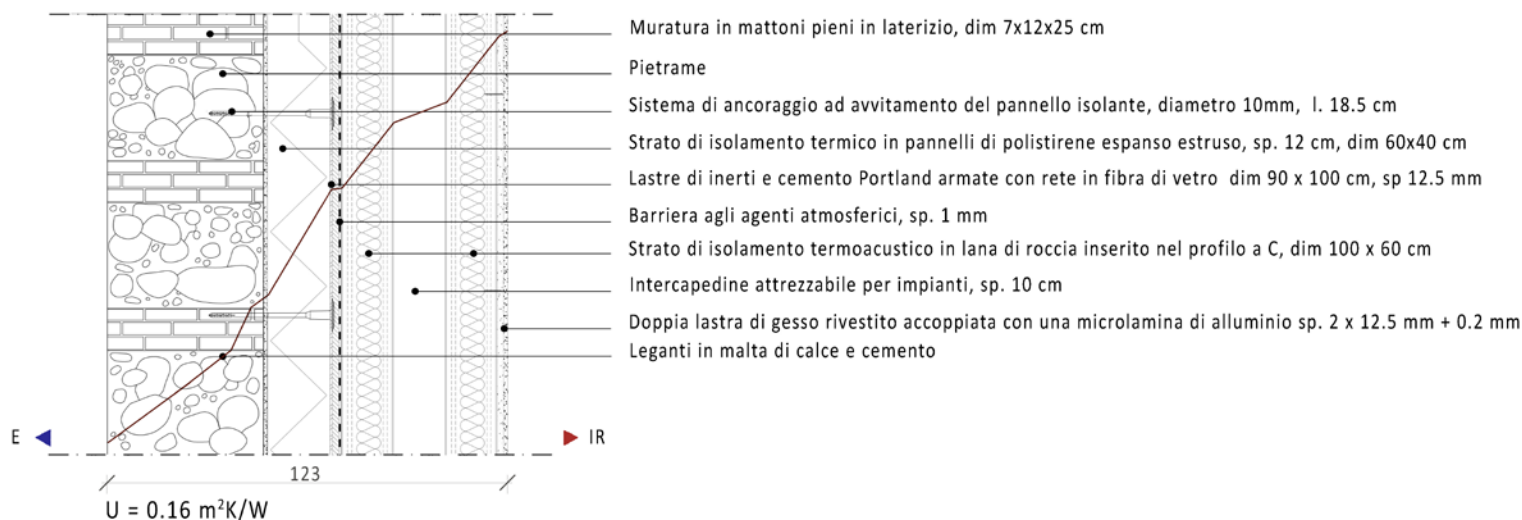 Muratura in mattoni pieni in laterizio, dim 7x12x25 cm
Pietrame
Sistema di ancoraggio ad avvitamento del pannello isolante, diametro 10mm, l. 18.5 cm
Strato di isolamento termico in pannelli di polistirene espanso estruso, sp. 12 cm, dim 60x40 cm
Lastre di inerti e cemento Portland armate con rete in fibra di vetro dim 90 x 100 cm, sp 12.5 mm
Barriera agli agenti atmosferici, sp. 1 mm
Strato di isolamento termoacustico in lana di roccia inserito nel profilo a C, dim 100 x 60 cm
Intercapedine attrezzabile per impianti, sp. 10 cm
Doppia lastra di gesso rivestito accoppiata con una microlamina di alluminio sp. 2 x 12.5 mm + 0.2 mm
Leganti in malta di calce e cemento
E
IR
123
U = 0.16 m²K/W